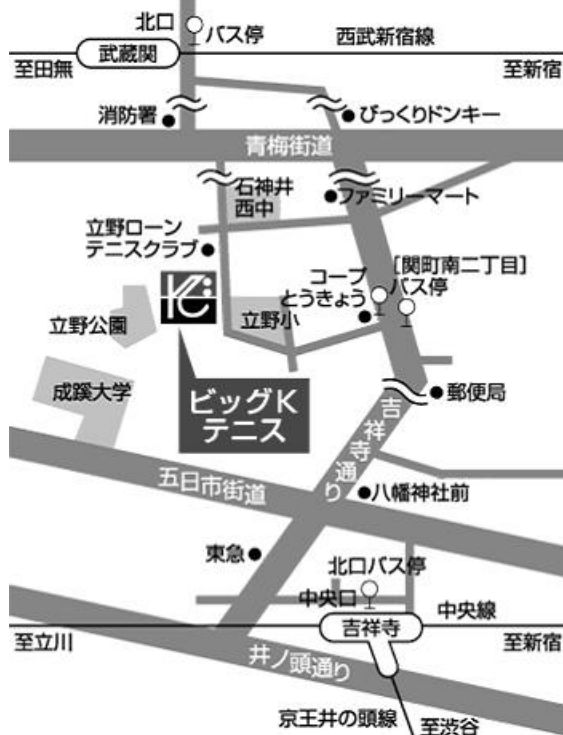 北口
バス停
西武新宿線
武蔵関
至田無
至新宿
消防署
びっくりドンキー
青梅街道
石神井
西中
ファミリーマート
立野ローン
テニスクラブ
[関町南二丁目]
バス停
コープ
とうきょう
立野小
立野公園
成蹊大学
ビッグK
テニス
郵便局
吉祥寺通り
五日市街道
八幡神社前
東急
北口バス停
中央口
中央線
吉祥寺
至立川
至新宿
井ノ頭通り
京王井の頭線
至渋谷